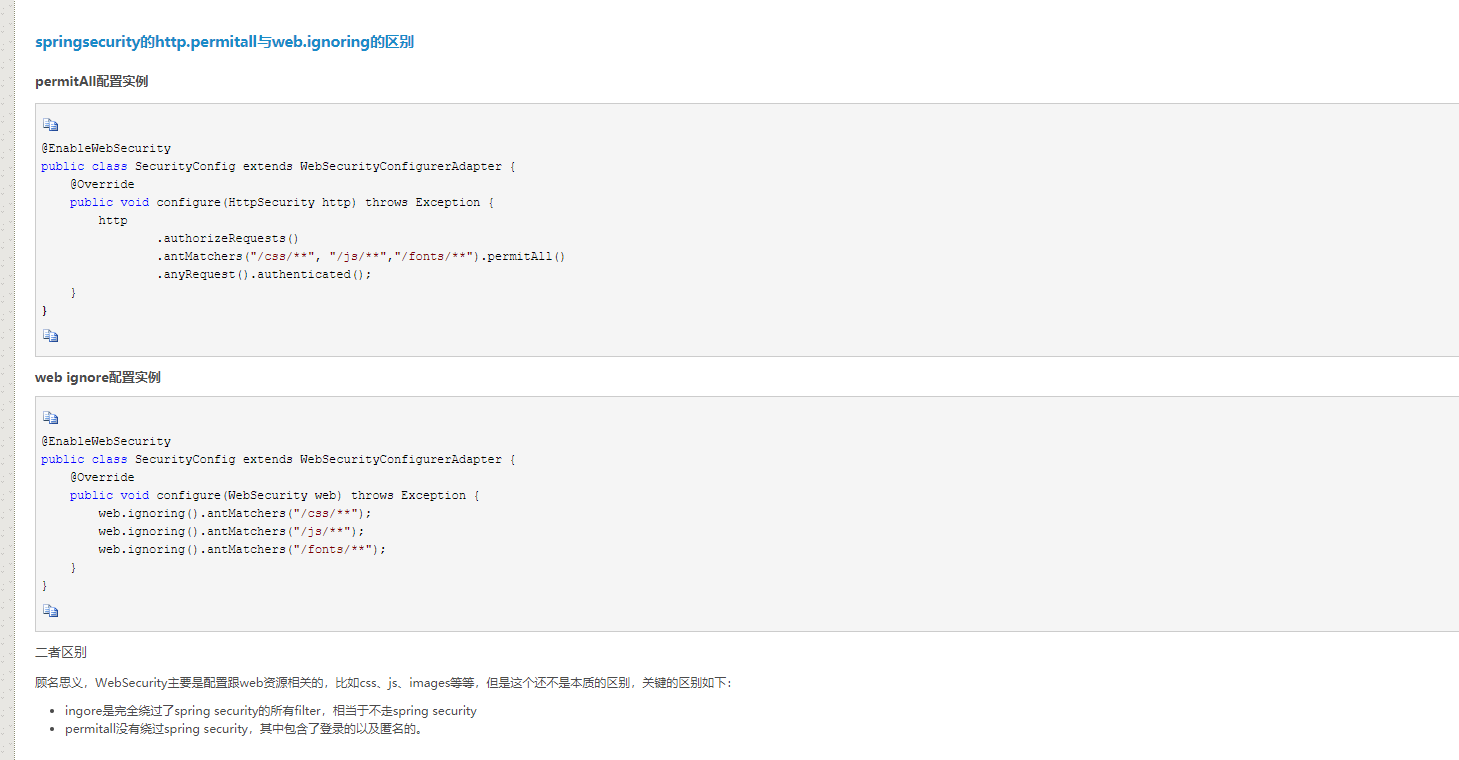 springsecurity的http.permitall与web.ignoring的区别
permitAll配置实例
@EnableWebSecurity
public class SecurityConfig extends WebSecurityConfigurerAdapter {
    @Override
    public void configure(HttpSecurity http) throws Exception {
        http
                .authorizeRequests()
                .antMatchers("/css/**", "/js/**","/fonts/**").permitAll()
                .anyRequest().authenticated();
    }
}
web ignore配置实例
@EnableWebSecurity
public class SecurityConfig extends WebSecurityConfigurerAdapter {
    @Override
    public void configure(WebSecurity web) throws Exception {
        web.ignoring().antMatchers("/css/**");
        web.ignoring().antMatchers("/js/**");
        web.ignoring().antMatchers("/fonts/**");
    }
}
二者区别
顾名思义，WebSecurity主要是配置跟web资源相关的，比如css、js、images等等，但是这个还不是本质的区别，关键的区别如下：
• ingore是完全绕过了spring security的所有filter，相当于不走spring security
• permitall没有绕过spring security，其中包含了登录的以及匿名的。